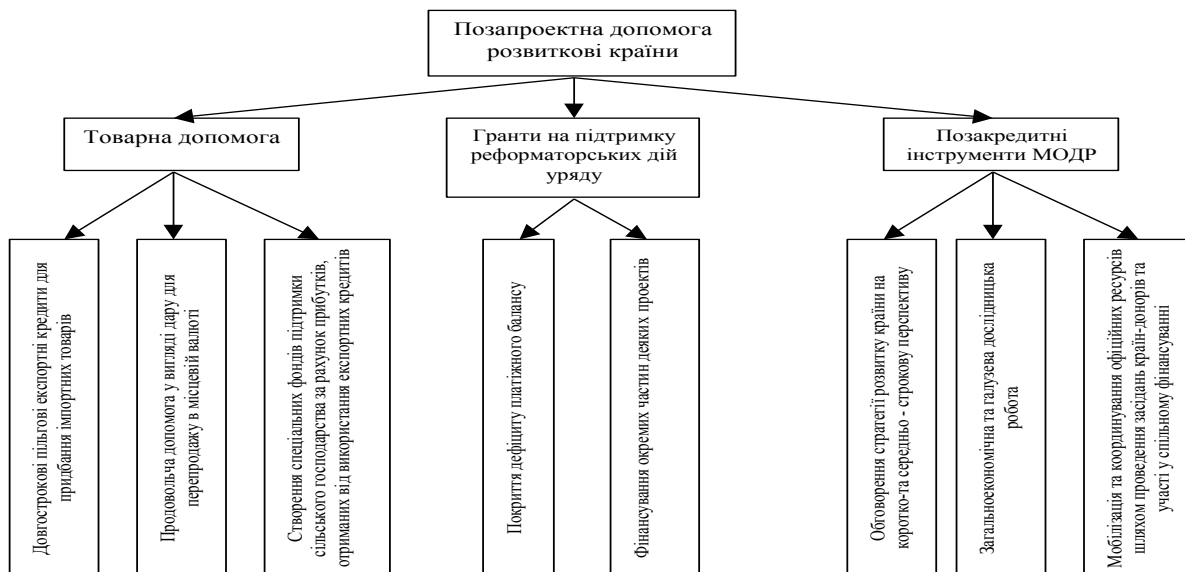 Позапроектна допомога
розвиткові країни
Товарна допомога
Гранти на підтримку
реформаторських дій
уряду
Позакредитні
інструменти МОДР
Довгострокові пільгові експортні кредити для
придбання імпортних товарів
Продовольча допомога у вигляді дару для
перепродажу в місцевій валюті
Створення спеціальних фондів підтримки
сільського господарства за рахунок прибутків,
отриманих від використання експортних кредитів
Покриття дефіциту платіжного балансу
Фінансування окремих частин деяких проектів
Обговорення стратегії розвитку країни на
коротко-та середньо - строкову перспективу
Загальноекономічна та галузева дослідницька
робота
Мобілізація та координування офіційних ресурсів
шляхом проведення засідань країн-донорів та
участі у спільному фінансуванні